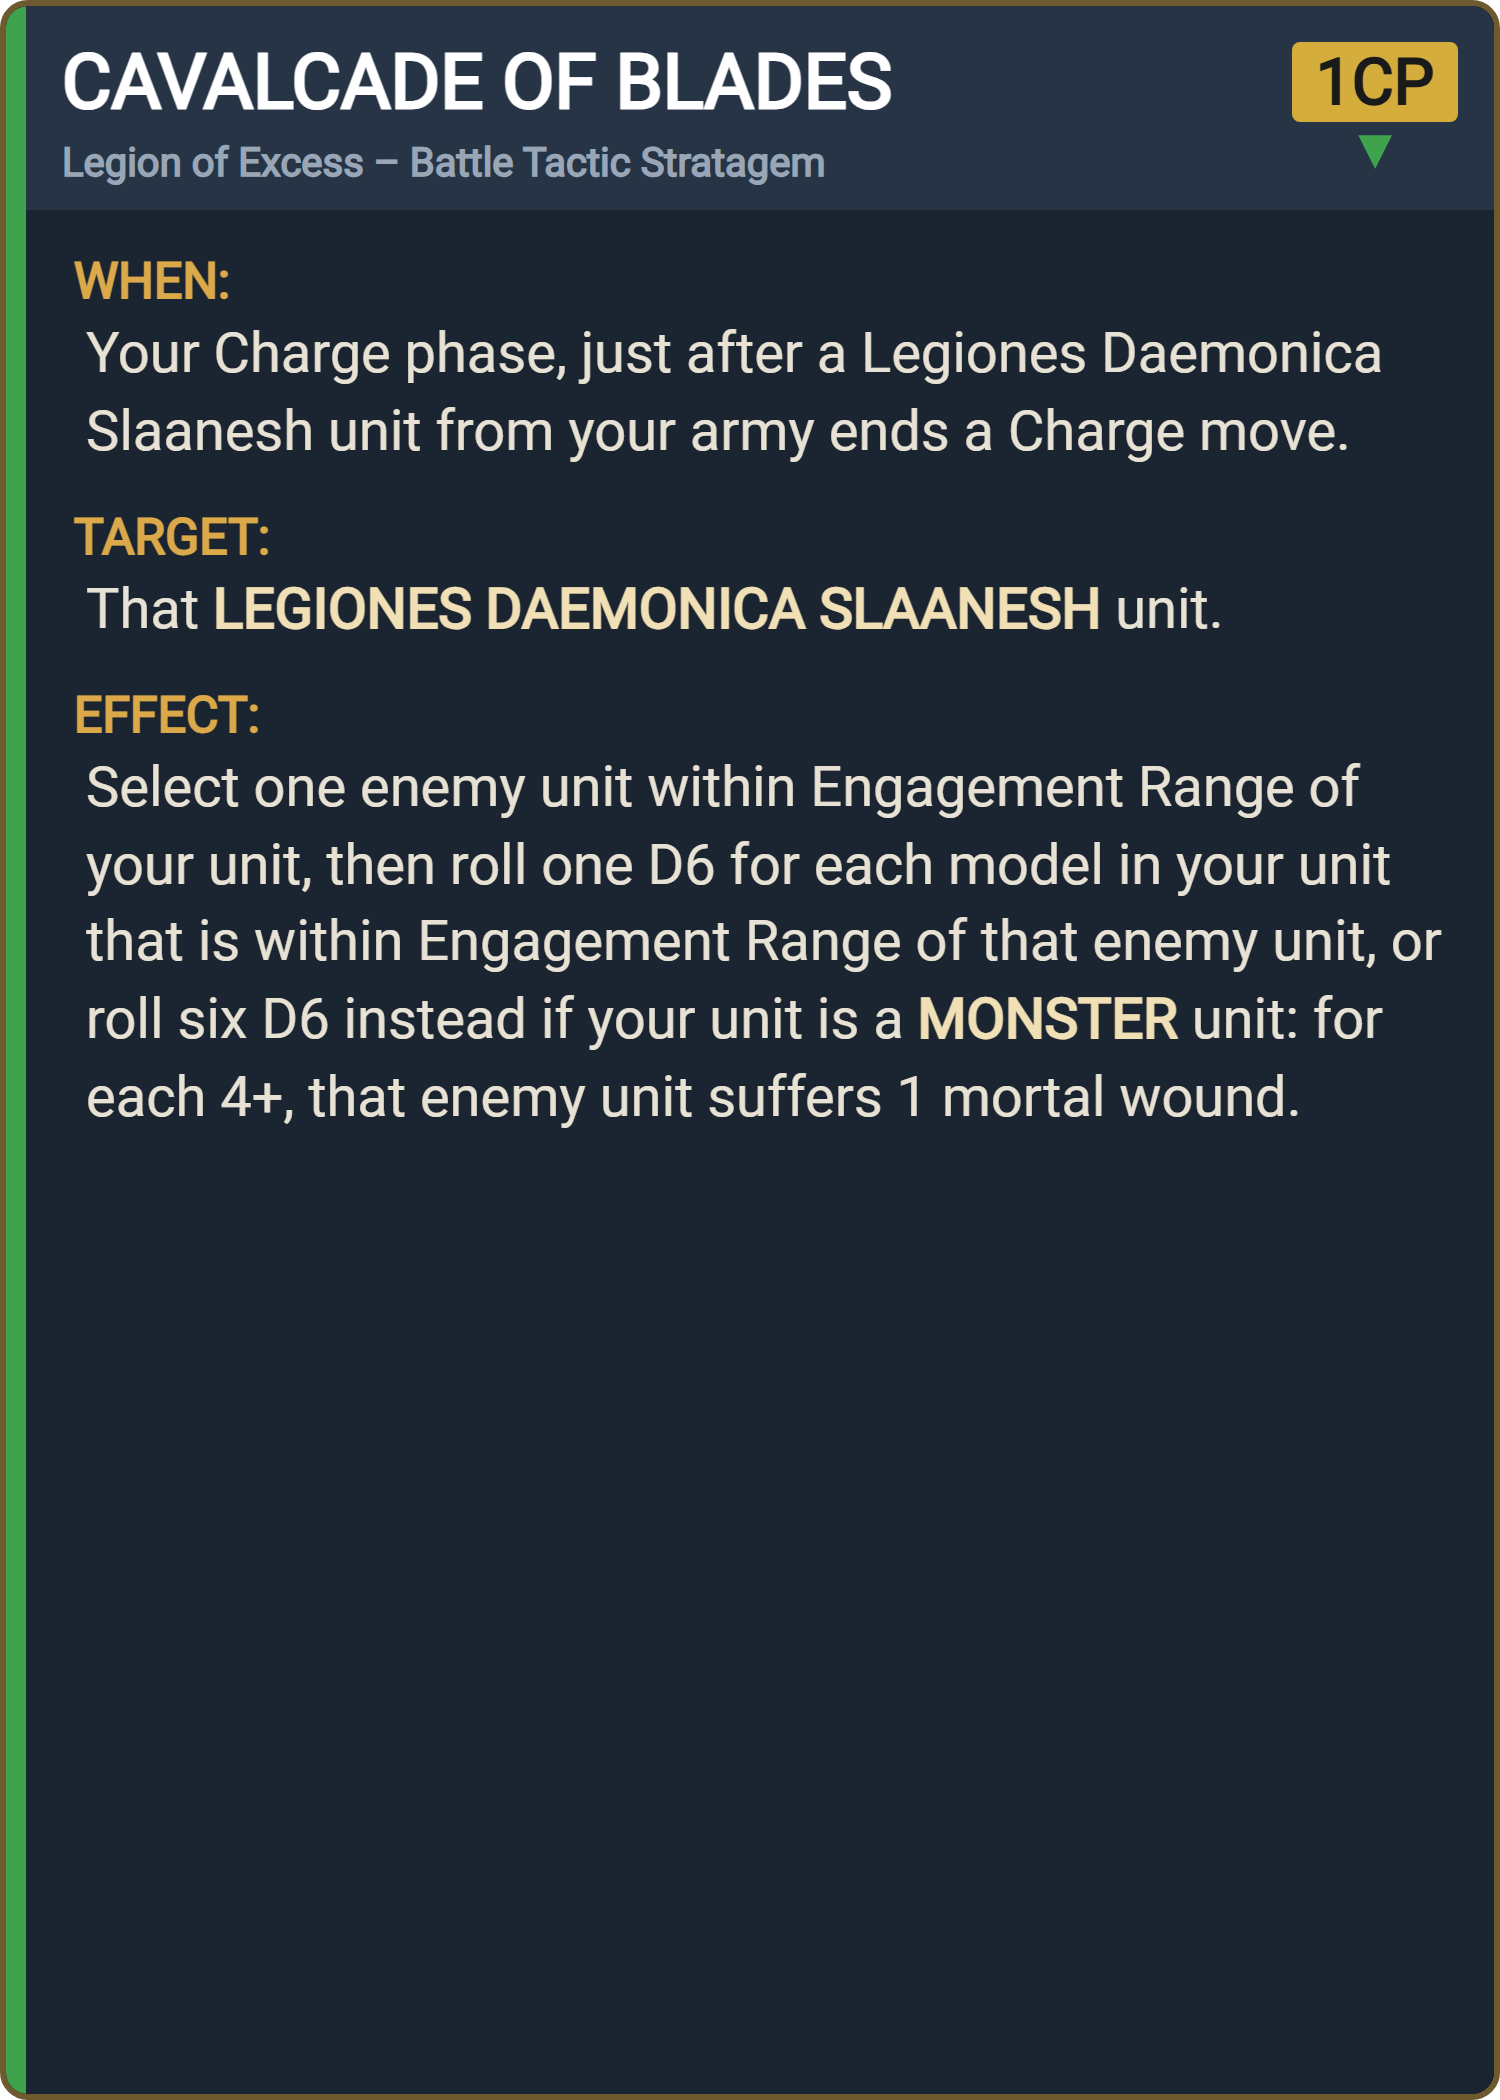 CAVALCADE OF BLADES
1CP
Legion of Excess – Battle Tactic Stratagem
WHEN:
Your Charge phase, just after a Legiones Daemonica
Slaanesh unit from your army ends a Charge move.
TARGET:
That LEGIONES DAEMONICA SLAANESH unit.
EFFECT:
Select one enemy unit within Engagement Range of
your unit, then roll one D6 for each model in your unit
that is within Engagement Range of that enemy unit, or
roll six D6 instead if your unit is a MONSTER unit: for
each 4+, that enemy unit suffers 1 mortal wound.